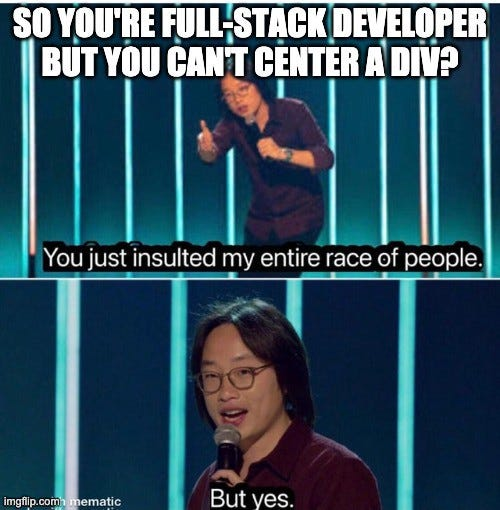 SO YOU'RE FULL-STACK DEVELOPER
BUT YOU CAN'T CENTER A DIV?
You just insulted my entire race of people.
But yes.
imgflip.com
mematic